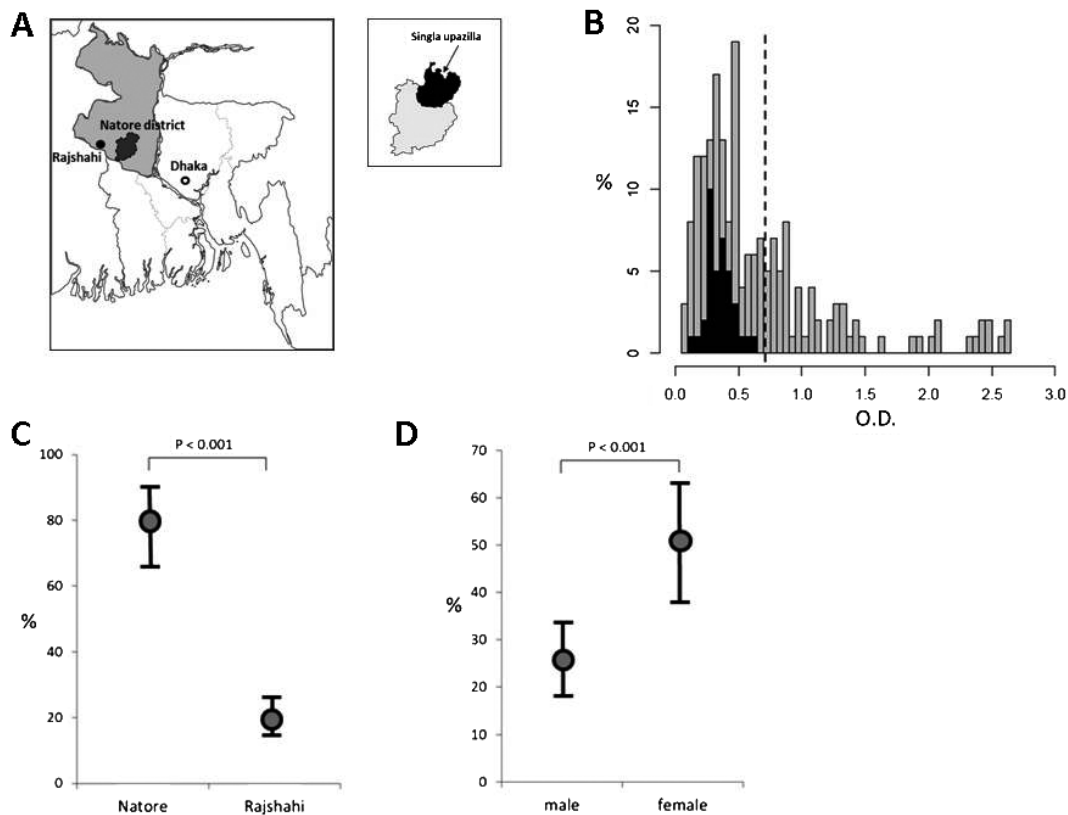 A
Natore district
Rajshahi
Dhaka
Singla upazilla
B
20
15
%
10
5
0
0.0 0.5 1.0 1.5 2.0 2.5 3.0
O.D.
C
P < 0.001
100
80
60
%
40
20
0
Natore Rajshahi
D
P < 0.001
70
60
50
40
%
30
20
10
0
male female